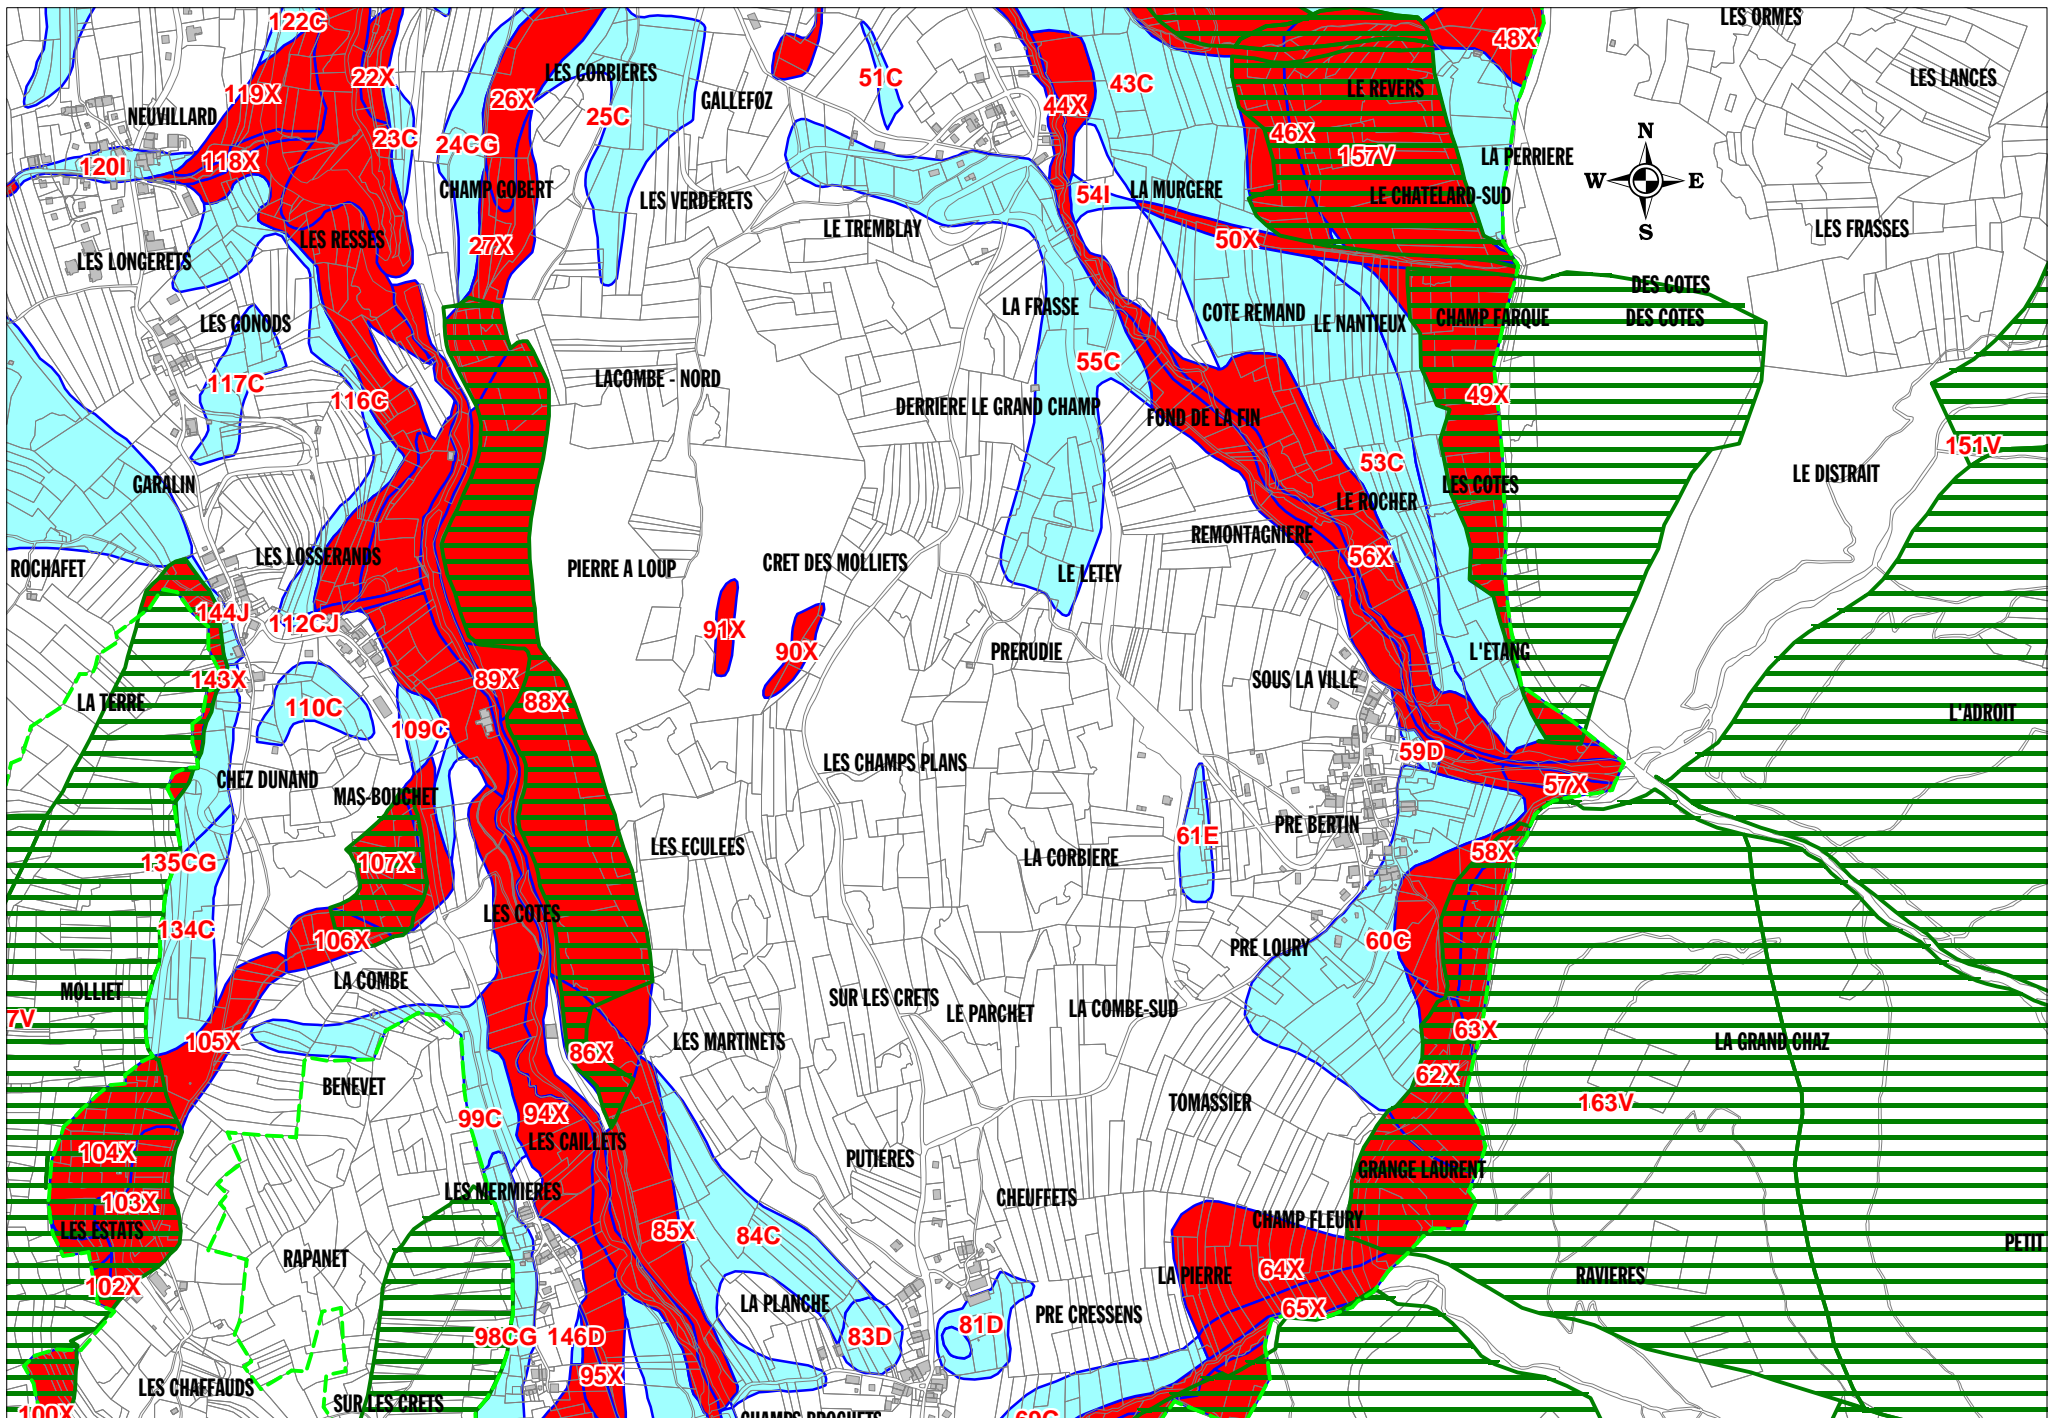 122C
LES ORMES
48X
LES CORBIERES
22X
51C
43C
LES LANCES
119X
26X
GALLEFOZ
44X
LE REVERS
25C
NEUVILLARD
23C
24CG
46X
157V
LA PERRIERE
N
120I
118X
W
E
CHAMP GOBERT
LES VERDERETS
54I
LA MURGERE
LE CHATELARD-SUD
S
LE TREMBLAY
LES FRASSES
LES RESSES
27X
50X
LES LONGERETS
DES COTES
LA FRASSE
COTE REMAND
LE NANTIEUX
CHAMP FARQUE
DES COTES
LES GONODS
55C
LACOMBE - NORD
117C
116C
DERRIERE LE GRAND CHAMP
49X
FOND DE LA FIN
151V
53C
LE DISTRAIT
GARALIN
LES COTES
LE ROCHER
REMONTAGNIERE
LES LOSSERANDS
56X
ROCHAFET
PIERRE A LOUP
CRET DES MOLLIETS
LE LETEY
144J
112CJ
91X
90X
PRERUDIE
L'ETANG
143X
89X
SOUS LA VILLE
LA TERRE
110C
88X
L'ADROIT
109C
59D
CHEZ DUNAND
LES CHAMPS PLANS
57X
MAS-BOUCHET
PRE BERTIN
61E
LES ECULEES
LA CORBIERE
58X
135CG
107X
LES COTES
134C
106X
60C
PRE LOURY
LA COMBE
MOLLIET
SUR LES CRETS
LE PARCHET
LA COMBE-SUD
7V
63X
105X
LES MARTINETS
LA GRAND CHAZ
86X
BENEVET
62X
TOMASSIER
163V
99C
94X
LES CAILLETS
104X
PUTIERES
GRANGE LAURENT
LES MERMIERES
CHEUFFETS
103X
LES ESTATS
85X
84C
CHAMP FLEURY
PETIT
RAPANET
LA PIERRE
64X
RAVIERES
102X
LA PLANCHE
65X
PRE CRESSENS
81D
98CG
146D
83D
95X
LES CHAFFAUDS
SUR LES CRETS
100X
CHAMPS BROCHETS
69C